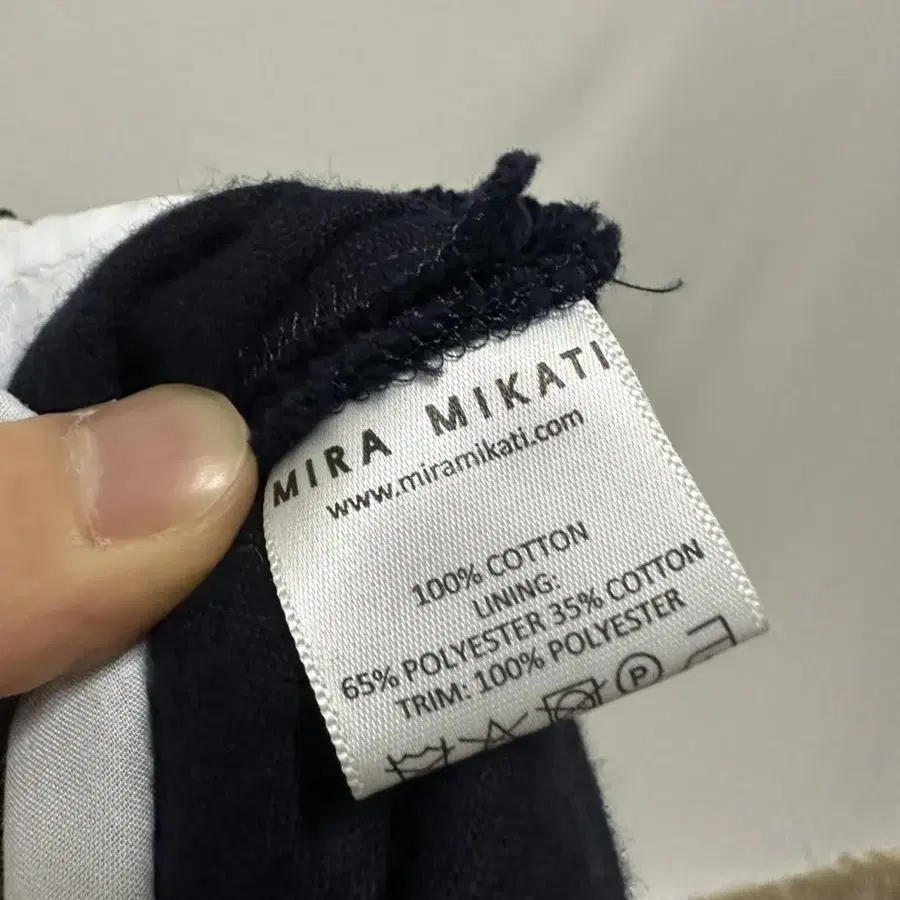 MIRA MIKATI
www.miramikati.com
100% COTTON
LINING:
65% POLYESTER 35% COTTON
TRIM: 100% POLYESTER
P